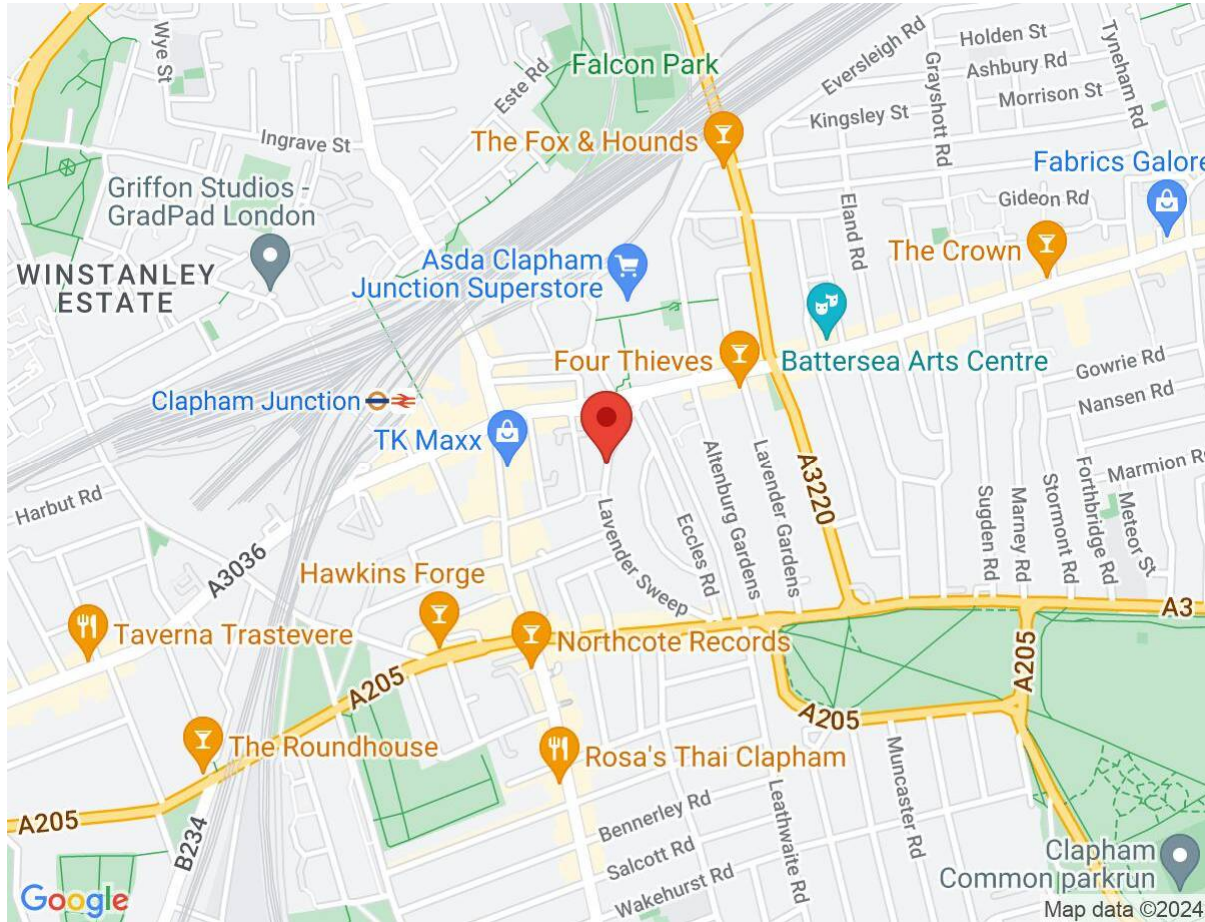 Wye St
Este Rd
Falcon Park
Eversleigh Rd
Holden St
Ashbury Rd
Morrison St
Tyneham Rd
Grayshott Rd
Kingsley St
Ingrave St
The Fox & Hounds
Fabrics Galore
Griffon Studios -
GradPad London
Gideon Rd
Eland Rd
The Crown
WINSTANLEY
ESTATE
Asda Clapham
Junction Superstore
Four Thieves
Battersea Arts Centre
Gowrie Rd
Nansen Rd
Clapham Junction
TK Maxx
Harbut Rd
Lavender Sweep
Eccles Rd
Altenburg Gardens
Lavender Gardens
A3220
Sugden Rd
Marney Rd
Stormont Rd
Forthbridge Rd
Marmion Rd
Meteor St
A3036
Hawkins Forge
A3
Taverna Trastevere
Northcote Records
A205
A205
A205
The Roundhouse
Rosa's Thai Clapham
Muncaster Rd
Leathwaite Rd
Bennerley Rd
A205
B234
Salcott Rd
Wakehurst Rd
Clapham
Common parkrun
Google
Map data ©2024